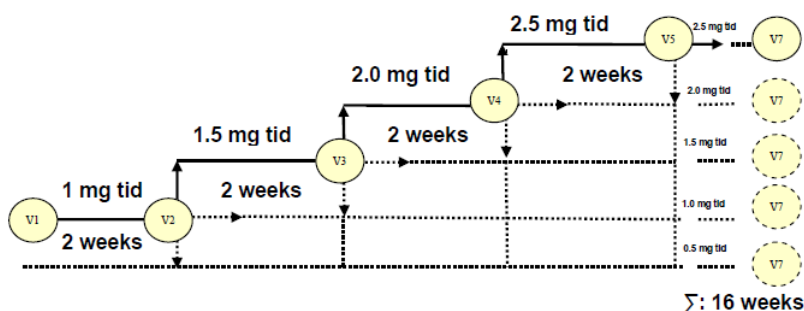 2.5 mg tid
V5
2.5 mg tid
V7
2.0 mg tid
V4
2 weeks
2.0 mg tid
V7
1.5 mg tid
V3
2 weeks
1.5 mg tid
V7
1 mg tid
V1
V2
2 weeks
1.0 mg tid
V7
2 weeks
0.5 mg tid
V7
∑: 16 weeks